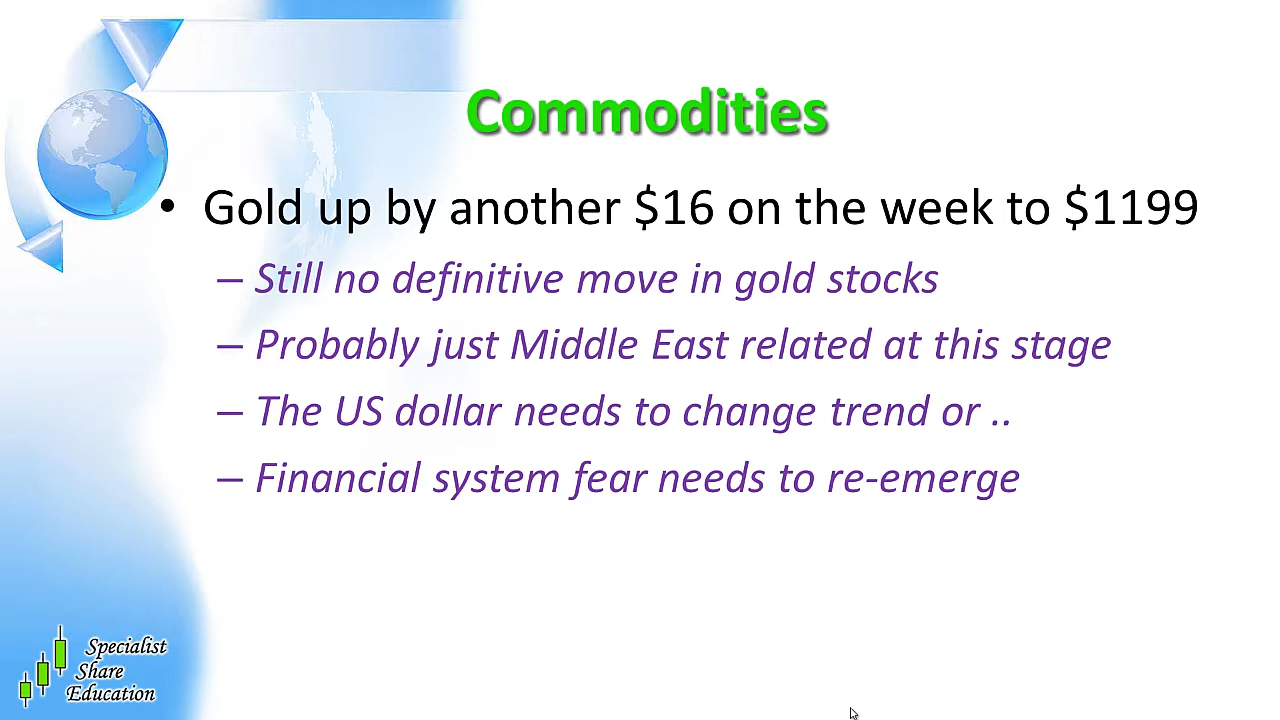 Commodities
• Gold up by another $16 on the week to $1199
– Still no definitive move in gold stocks
– Probably just Middle East related at this stage
– The US dollar needs to change trend or ..
– Financial system fear needs to re-emerge
Specialist
Share
Education